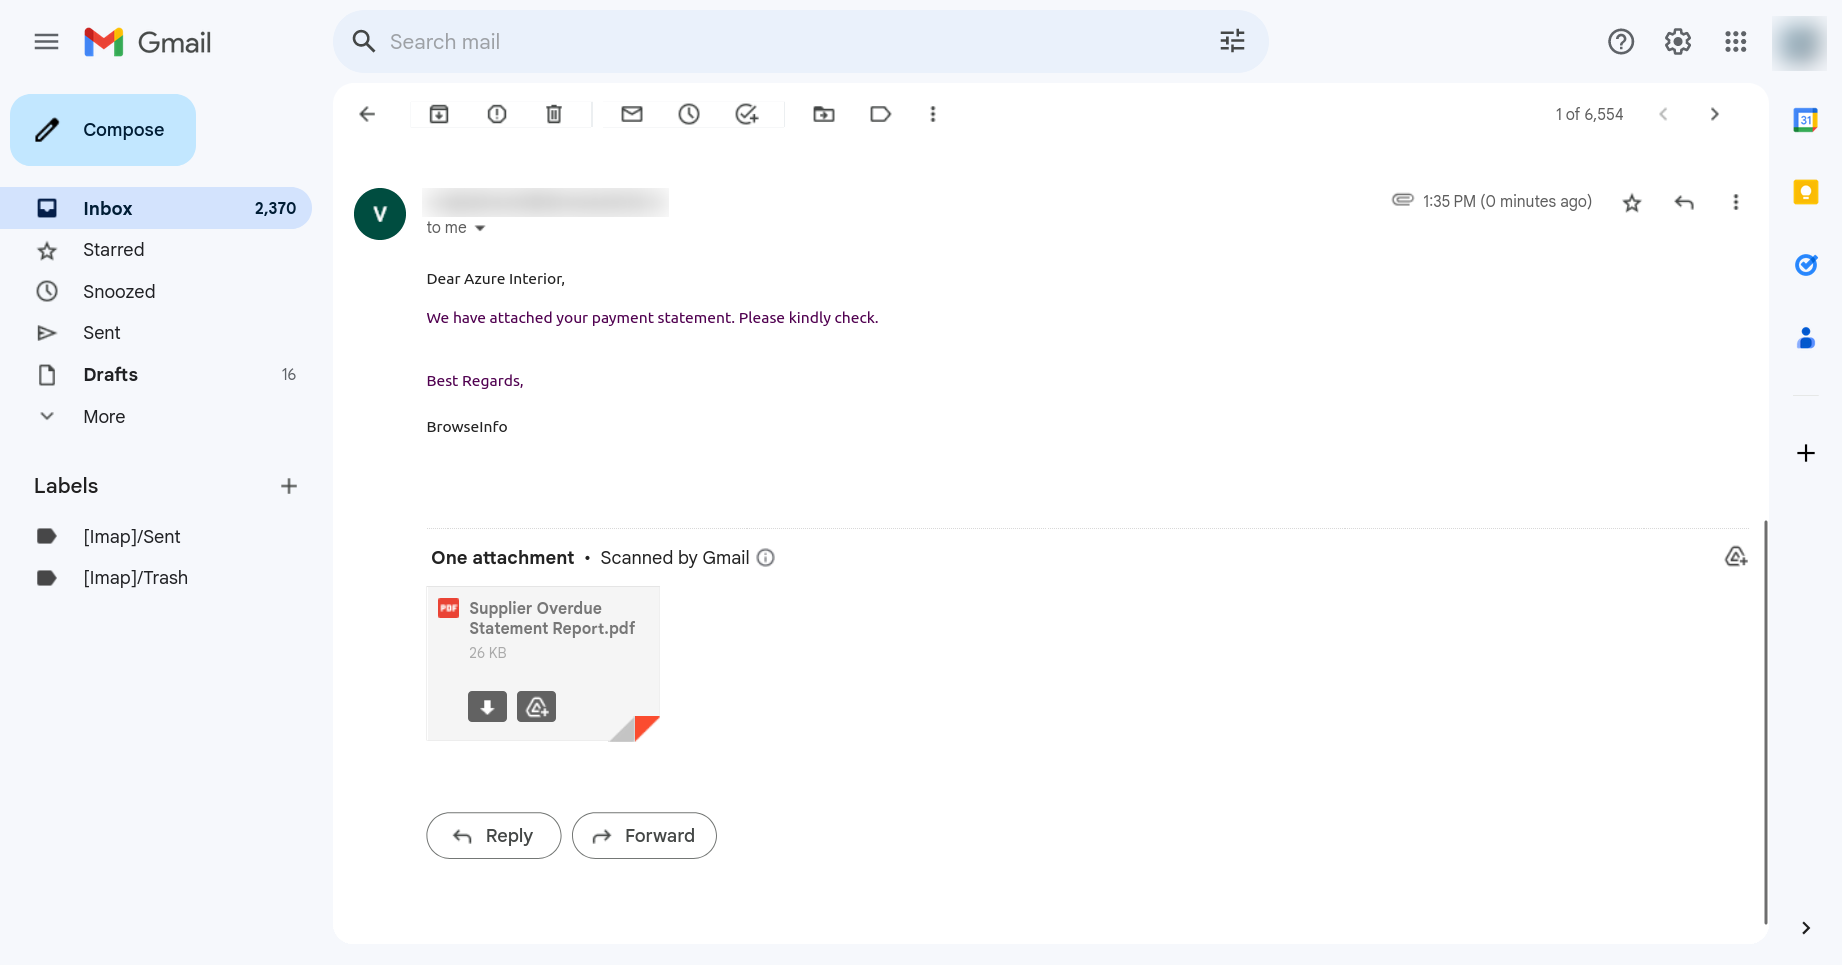 Gmail
Search mail
Compose
1 of 6,554
Inbox 2,370
Starred
Snoozed
Sent
Drafts 16
More
Labels
[Imap]/Sent
[Imap]/Trash
V
1:35 PM (0 minutes ago)
to me
Dear Azure Interior,
We have attached your payment statement. Please kindly check.
Best Regards,
BrowseInfo
One attachment • Scanned by Gmail
PDF Supplier Overdue
Statement Report.pdf
26 KB
Reply Forward
31